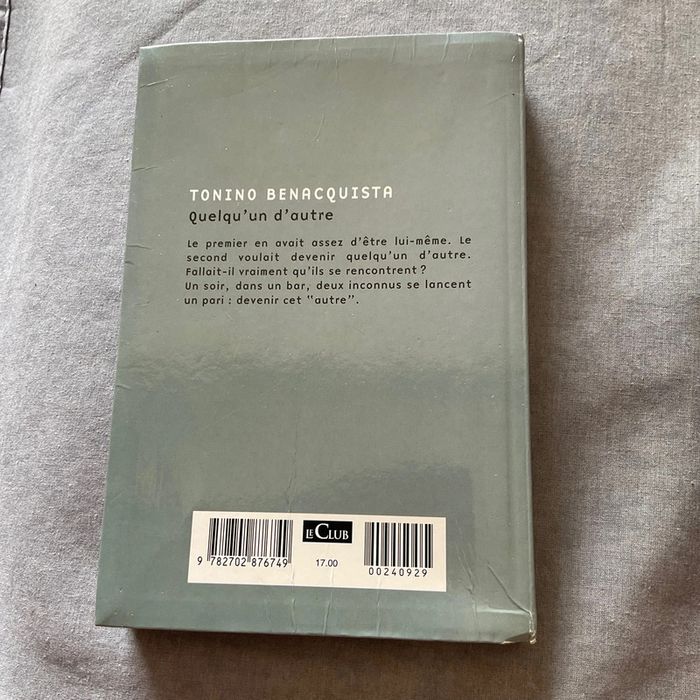 TONINO BENACQUISTA
Quelqu'un d'autre
Le premier en avait assez d'être lui-même. Le
second voulait devenir quelqu'un d'autre.
Fallait-il vraiment qu'ils se rencontrent ?
Un soir, dans un bar, deux inconnus se lancent
un pari : devenir cet "autre".
LE CLUB
9 782702 876749
17.00
00240929